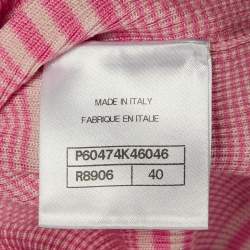 MADE IN ITALY
FABRIQUE EN ITALIE
P60474K46046
R8906 40